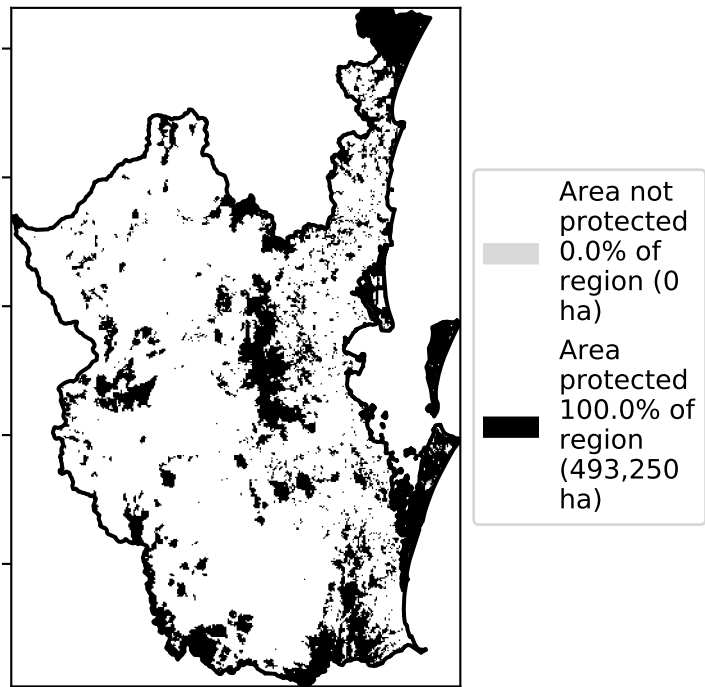 Area not
protected
0.0% of
region (0
ha)
Area
protected
100.0% of
region
(493,250
ha)